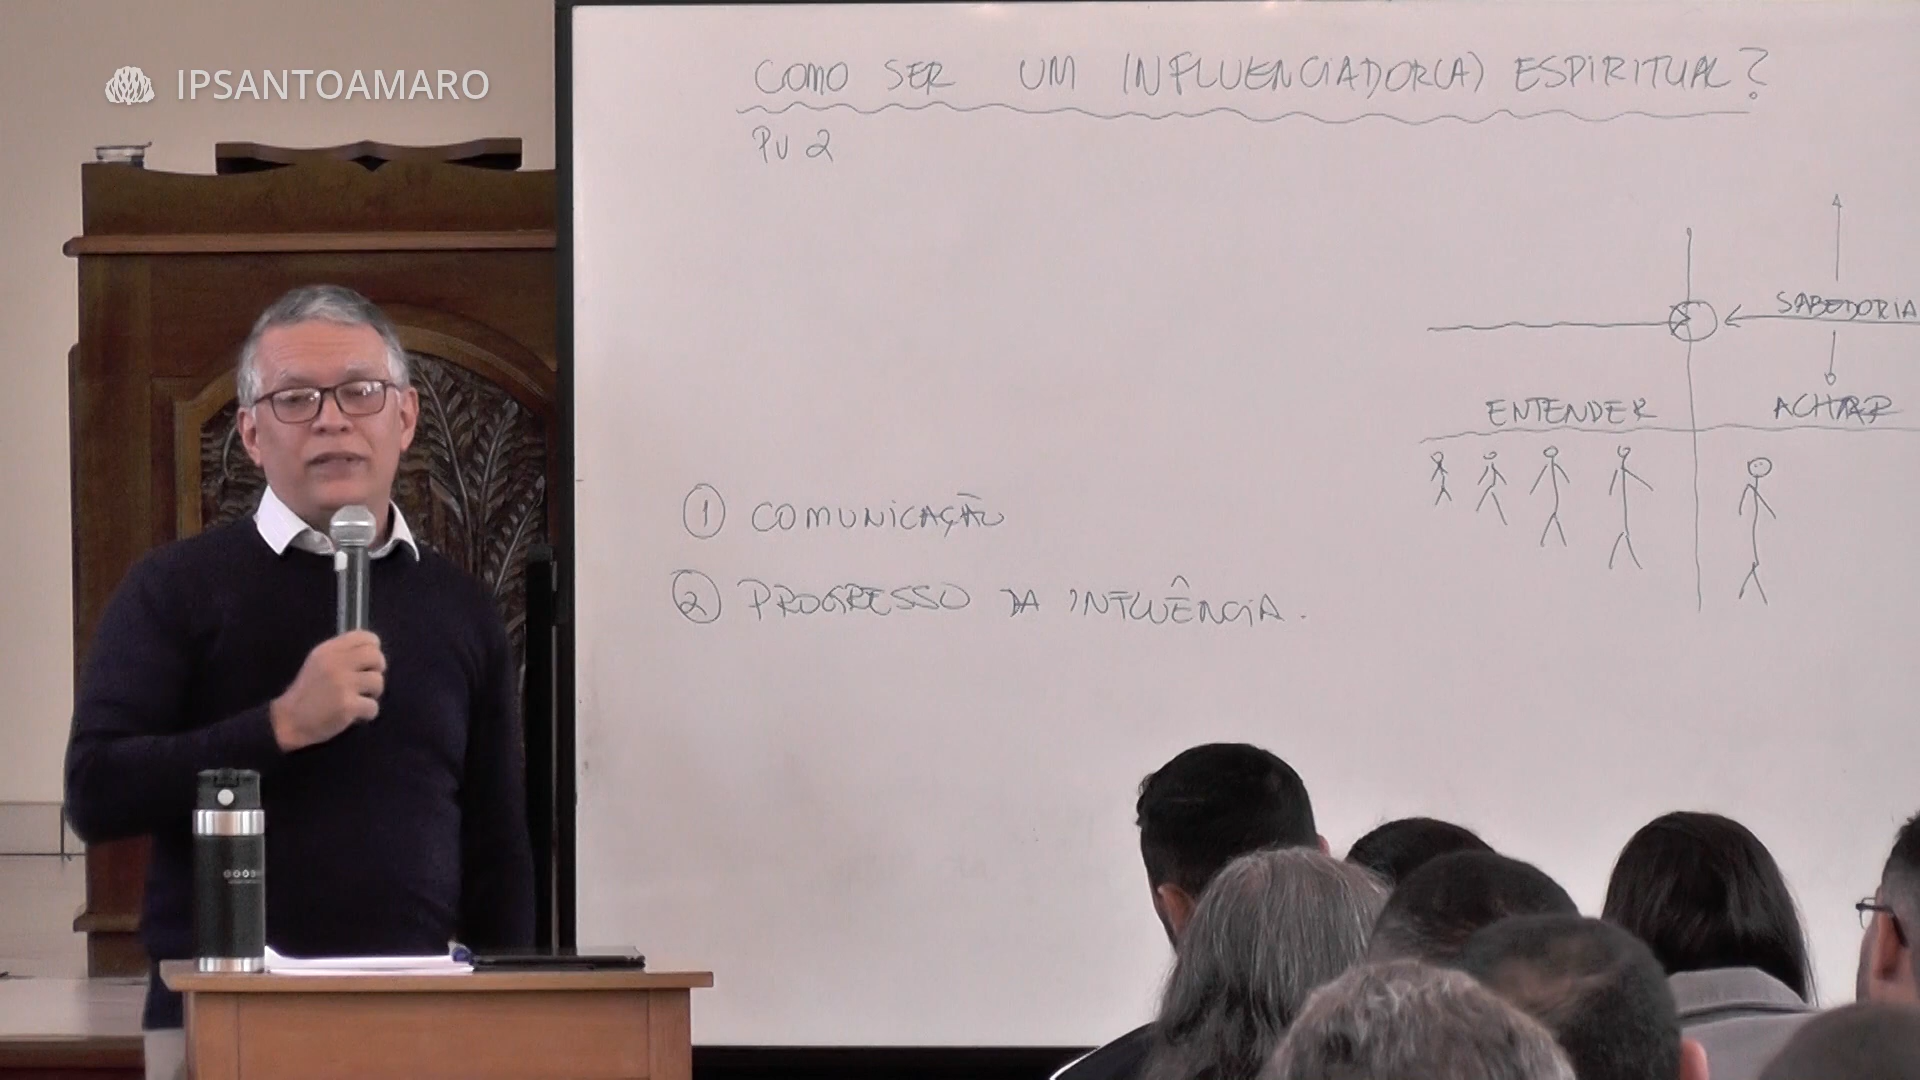 IPSANTOAMARO
COMO SER UM INFLUENCIADOR(A) ESPIRITUAL?
PV 2
SABEDORIA
ENTENDER
ACHAR
1 COMUNICAÇÃO
2 PROGRESSO DA INFLUÊNCIA.